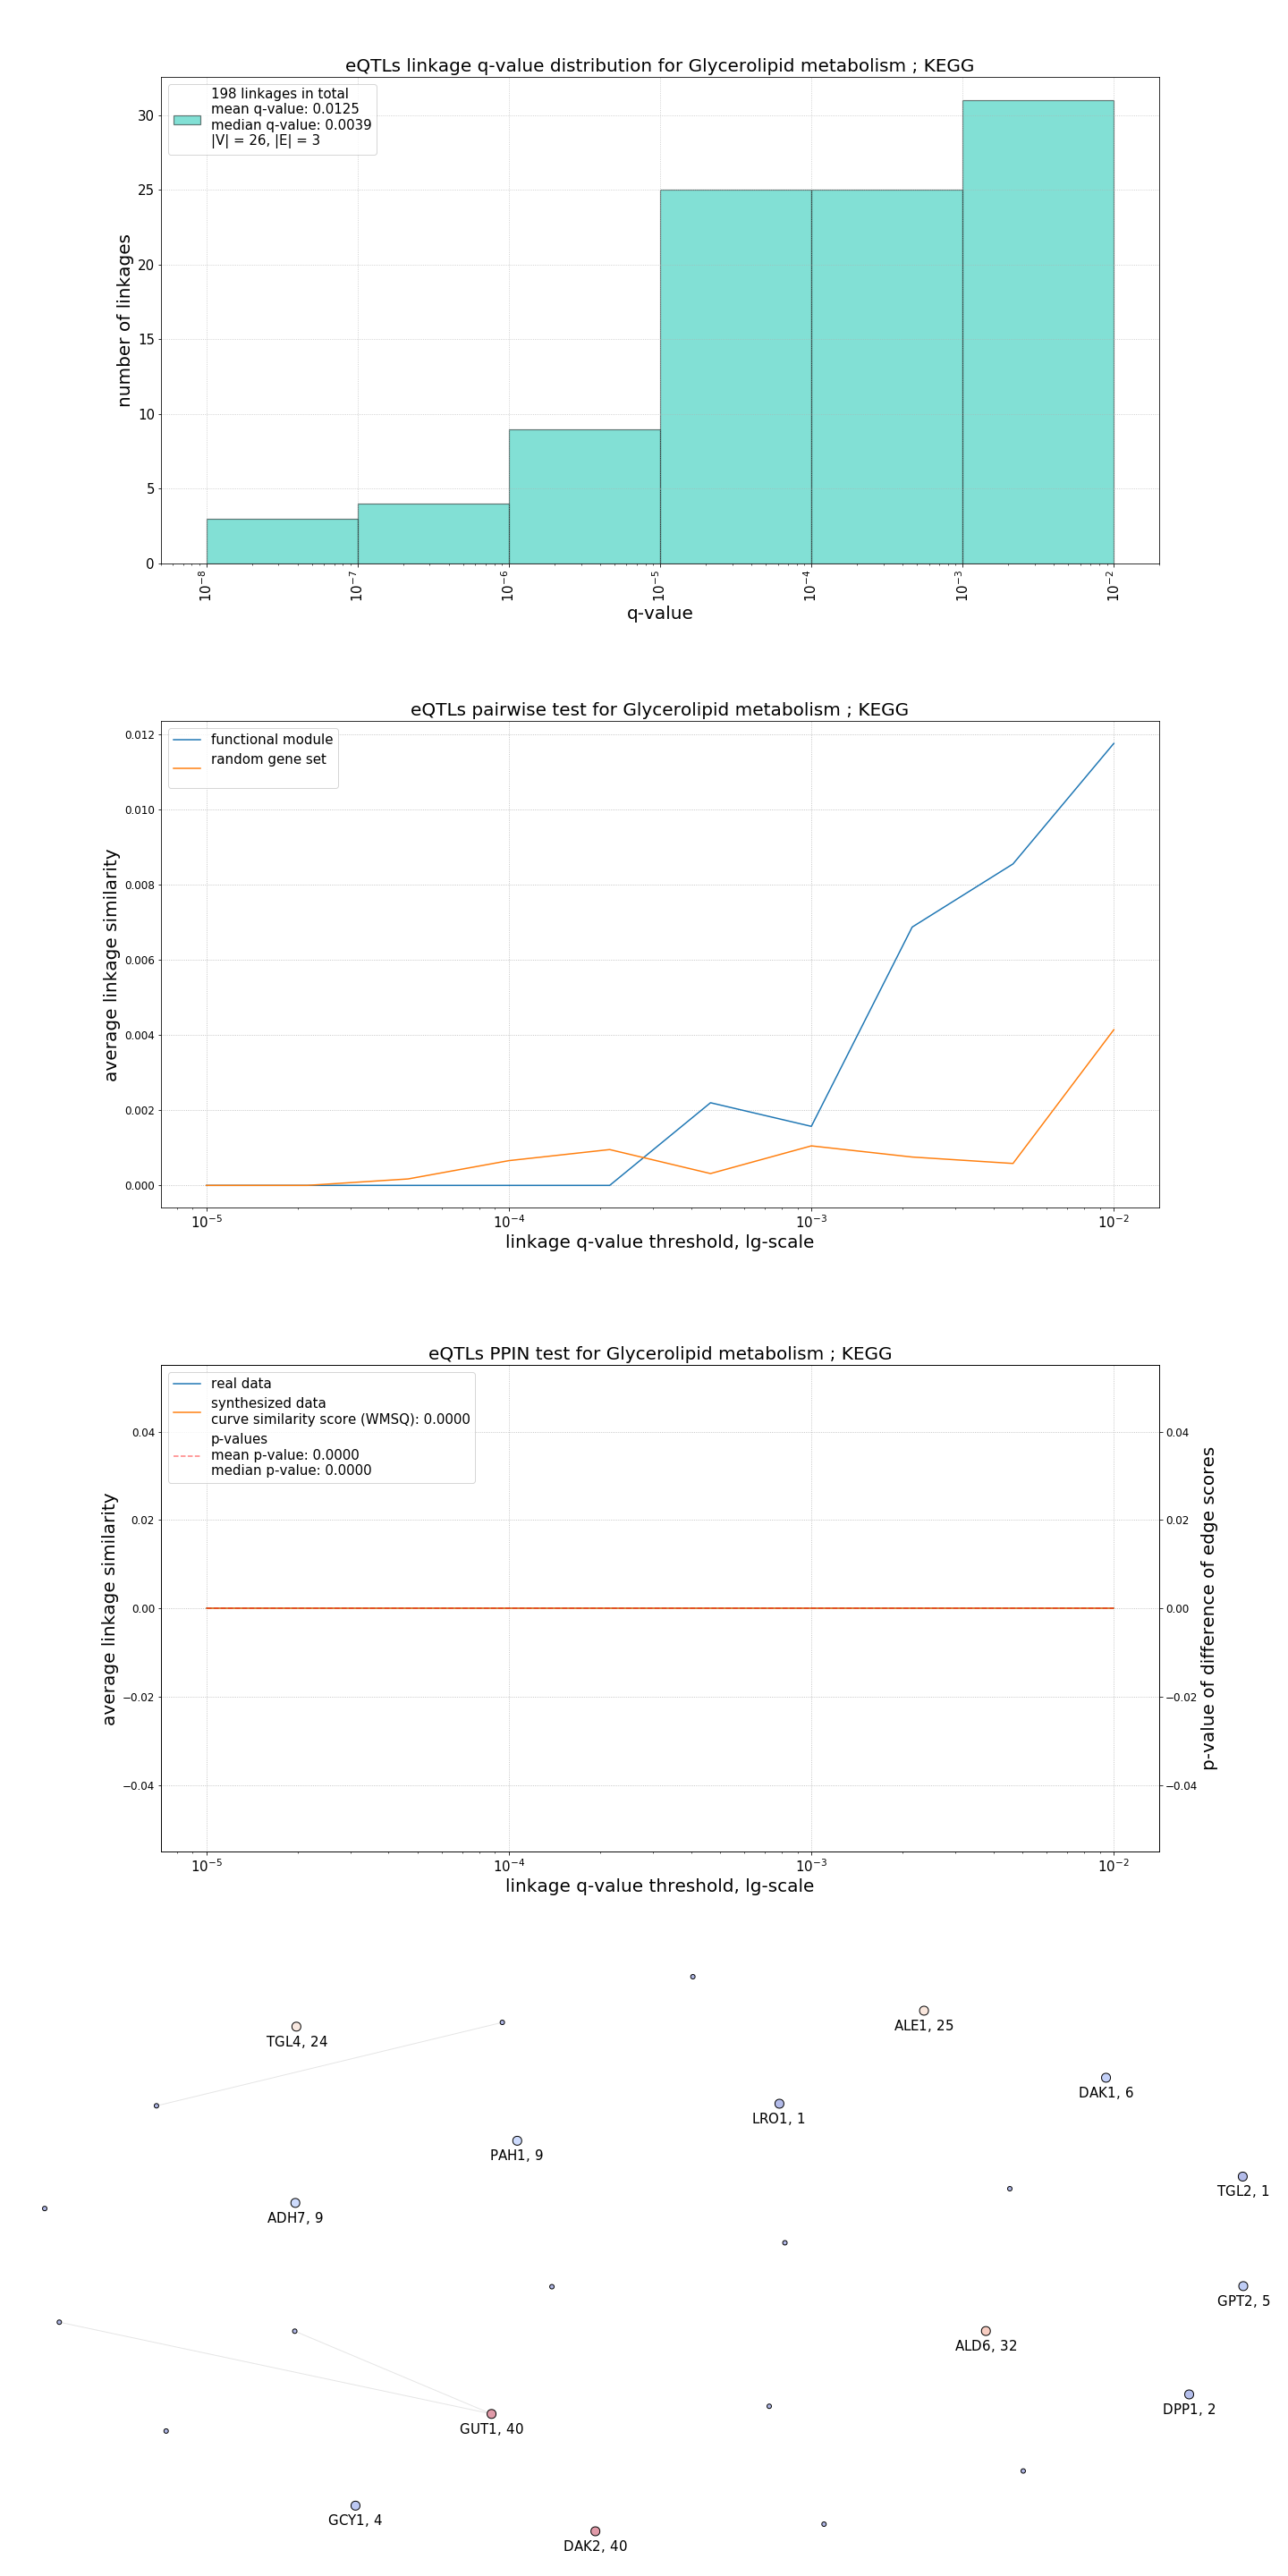 eQTLs linkage q-value distribution for Glycerolipid metabolism ; KEGG
198 linkages in total
mean q-value: 0.0125
median q-value: 0.0039
|V| = 26, |E| = 3
number of linkages
30
25
20
15
10
5
0
10⁻⁸ 10⁻⁷ 10⁻⁶ 10⁻⁵ 10⁻⁴ 10⁻³ 10⁻²
q-value
eQTLs pairwise test for Glycerolipid metabolism ; KEGG
functional module
random gene set
average linkage similarity
0.012
0.010
0.008
0.006
0.004
0.002
0.000
10⁻⁵ 10⁻⁴ 10⁻³ 10⁻²
linkage q-value threshold, lg-scale
eQTLs PPIN test for Glycerolipid metabolism ; KEGG
real data
synthesized data
curve similarity score (WMSQ): 0.0000
p-values
mean p-value: 0.0000
median p-value: 0.0000
average linkage similarity
0.04
0.02
0.00
−0.02
−0.04
0.04
0.02
0.00
−0.02
−0.04
p-value of difference of edge scores
10⁻⁵ 10⁻⁴ 10⁻³ 10⁻²
linkage q-value threshold, lg-scale
ALE1, 25
TGL4, 24
DAK1, 6
LRO1, 1
PAH1, 9
TGL2, 1
ADH7, 9
GPT2, 5
ALD6, 32
DPP1, 2
GUT1, 40
GCY1, 4
DAK2, 40